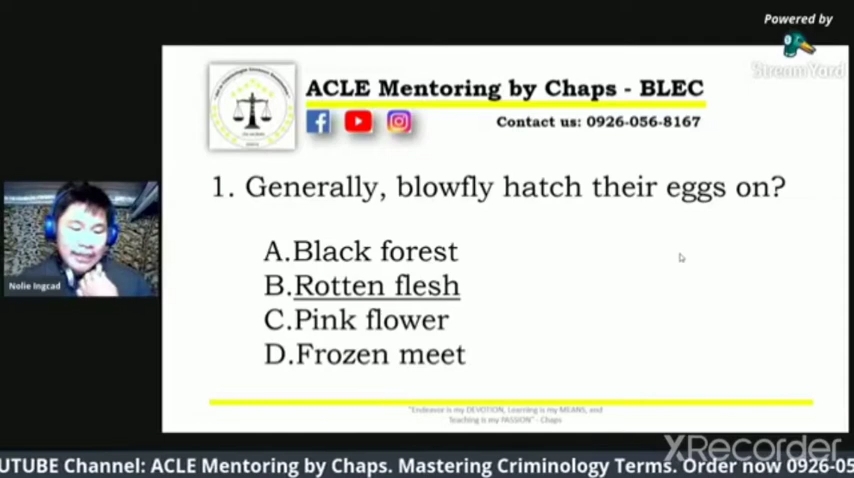 Powered by
Stream Yard
ACLE Mentoring by Chaps - BLEC
Contact us: 0926-056-8167
1. Generally, blowfly hatch their eggs on?
A.Black forest
B.Rotten flesh
C.Pink flower
D.Frozen meet
Nolie Ingcad
"Endeavor is my DEVOTION, Learning is my MEANS, and
Teaching is my PASSION" - Chaps
XRecorder
UTUBE Channel: ACLE Mentoring by Chaps. Mastering Criminology Terms. Order now 0926-05